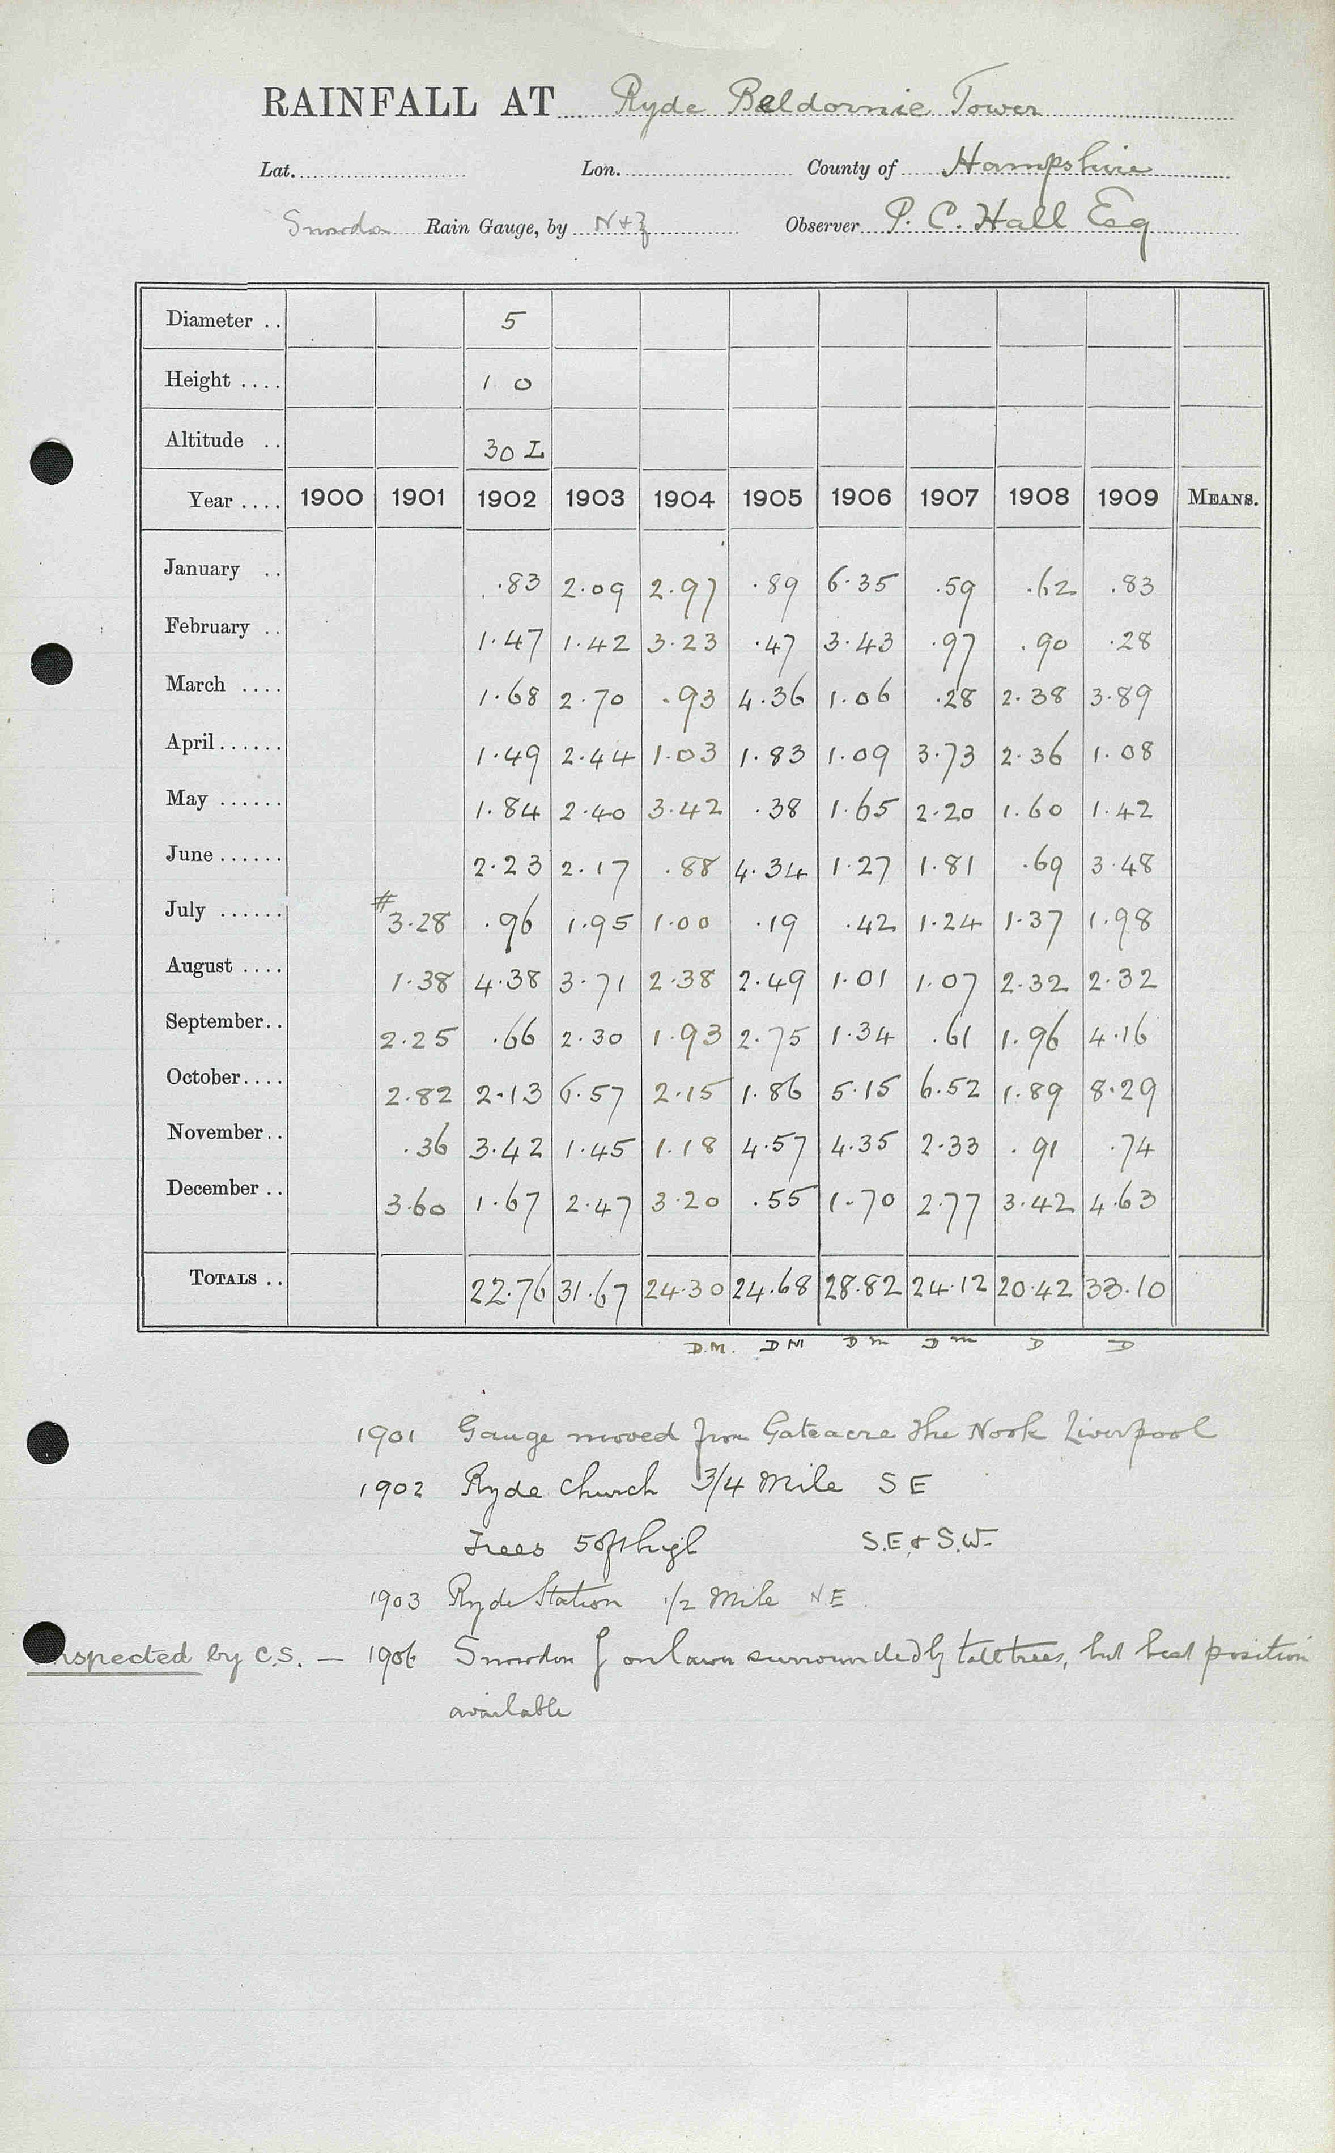 RAINFALL AT Ryde Beldornie Tower
Lat. Lon. County of Hampshire
Snowdon Rain Gauge, by N+Z Observer P. C. Hall Esq
Diameter .. 5
Height .... 1 0
Altitude .. 30 L
Year .... 1900 1901 1902 1903 1904 1905 1906 1907 1908 1909 MEANS.
January .. .83 2.09 2.97 .89 6.35 .59 .62 .83
February .. 1.47 1.42 3.23 .47 3.43 .97 .90 .28
March .... 1.68 2.70 .93 4.36 1.06 .28 2.38 3.89
April ...... 1.49 2.44 1.03 1.83 1.09 3.73 2.36 1.08
May ...... 1.84 2.40 3.42 .38 1.65 2.20 1.60 1.42
June ...... 2.23 2.17 .88 4.34 1.27 1.81 .69 3.48
July ...... # 3.28 .96 1.95 1.00 .19 .42 1.24 1.37 1.98
August .... 1.38 4.38 3.71 2.38 2.49 1.01 1.07 2.32 2.32
September.. 2.25 .66 2.30 1.93 2.75 1.34 .61 1.96 4.16
October.... 2.82 2.13 6.57 2.15 1.86 5.15 6.52 1.89 8.29
November.. .36 3.42 1.45 1.18 4.57 4.35 2.33 .91 .74
December .. 3.60 1.67 2.47 3.20 .55 1.70 2.77 3.42 4.63
TOTALS .. 22.76 31.67 24.30 24.68 28.82 24.12 20.42 33.10
D.M. D M D m D m D D
1901 Gauge moved from Gateacre The Nook Liverpool
1902 Ryde Church 3/4 Mile S E
Trees 50ft high S.E. & S.W.
1903 Ryde Station 1/2 Mile N E
nspected by C.S. — 1906 Snowdon on lawn surrounded by tall trees, but best position
available